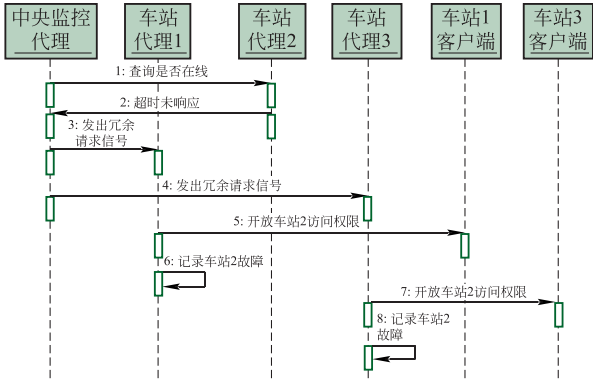 中央监控
代理
车站
代理1
车站
代理2
车站
代理3
车站1
客户端
车站3
客户端
1: 查询是否在线
2: 超时未响应
3: 发出冗余
请求信号
4: 发出冗余请求信号
5: 开放车站2访问权限
6: 记录车站2故障
7: 开放车站2访问权限
8: 记录车站2
故障